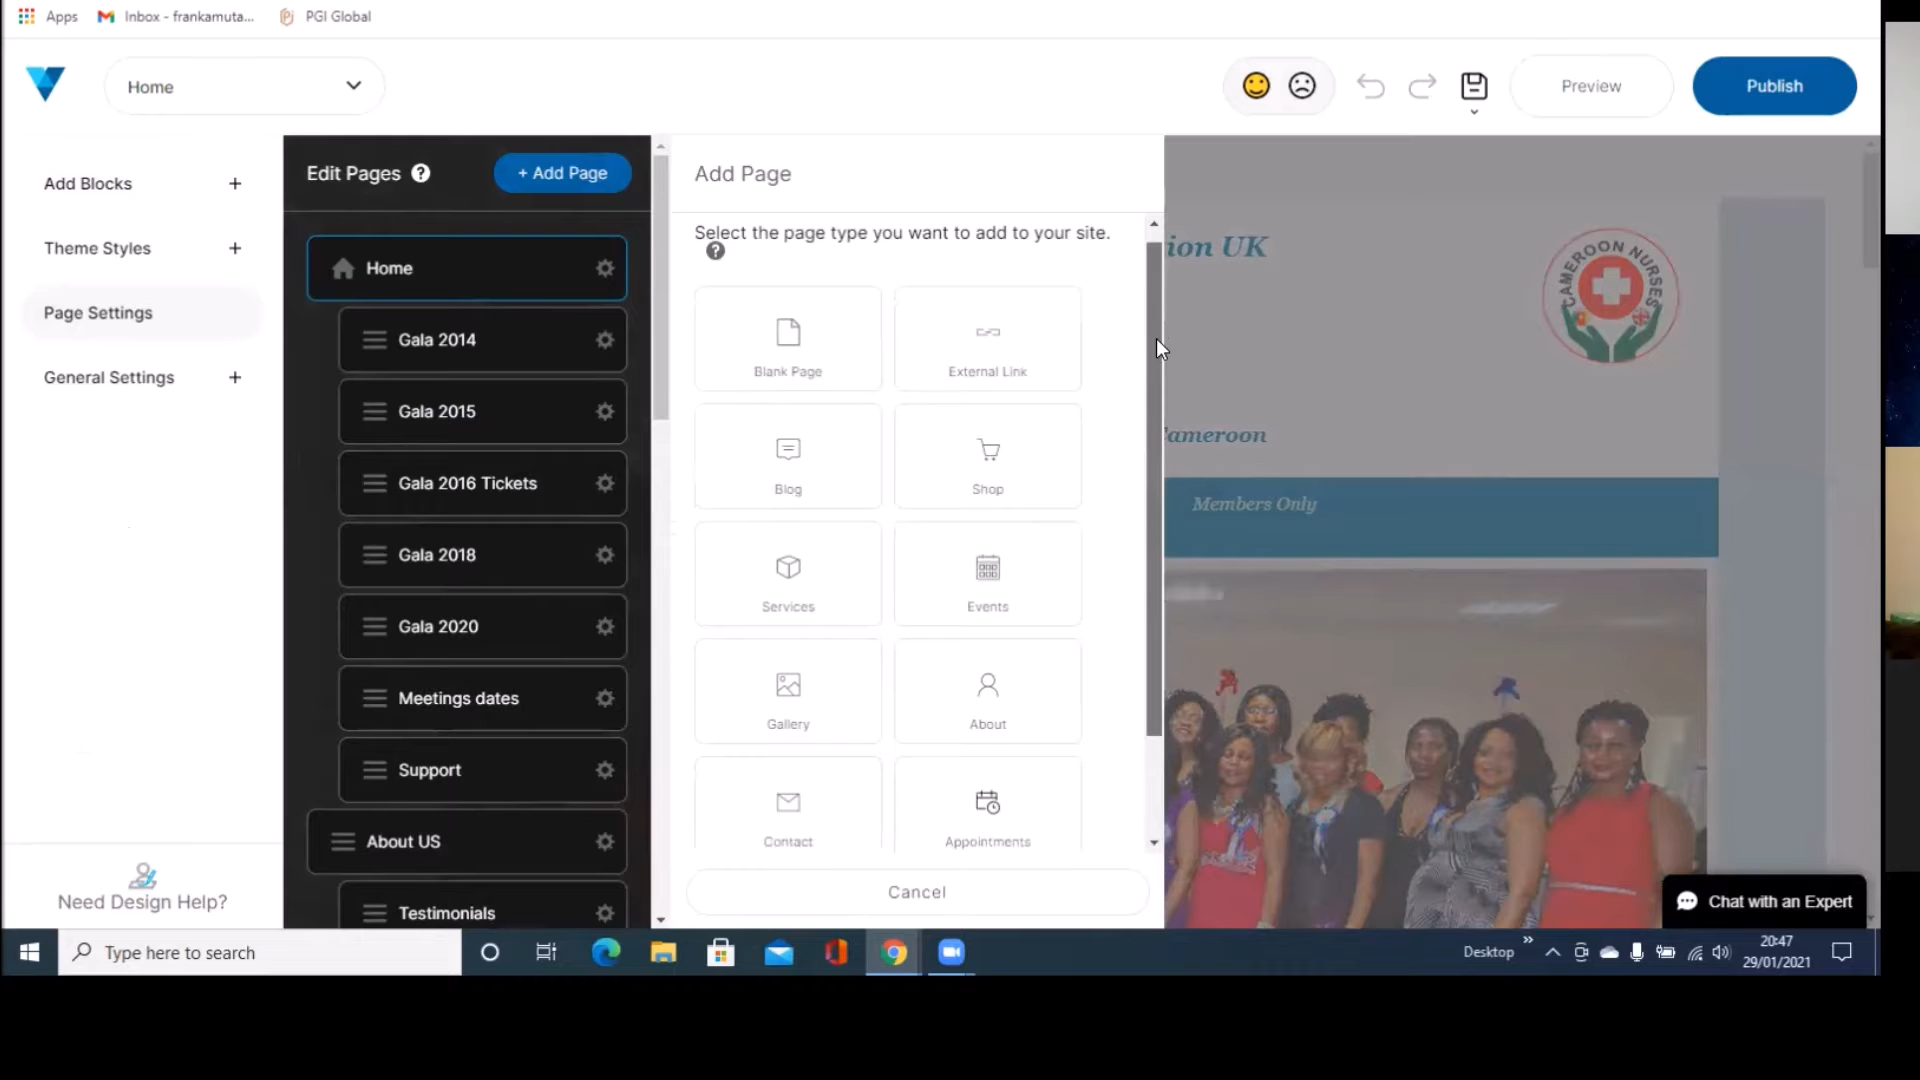 Apps
Inbox - frankamuta...
PGI Global
Home
Preview
Publish
Add Blocks +
Theme Styles +
Page Settings
General Settings +
Need Design Help?
Edit Pages ?
+ Add Page
Home
Gala 2014
Gala 2015
Gala 2016 Tickets
Gala 2018
Gala 2020
Meetings dates
Support
About US
Testimonials
Add Page
Select the page type you want to add to your site.
?
Blank Page
External Link
Blog
Shop
Services
Events
Gallery
About
Contact
Appointments
Cancel
ion UK
CAMEROON NURSES
ameroon
Members Only
Chat with an Expert
Type here to search
Desktop
20:47
29/01/2021